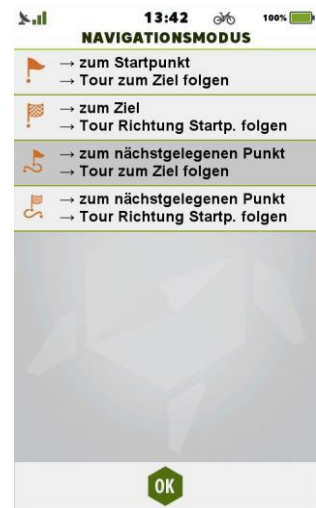 13:42 100%
NAVIGATIONSMODUS
→ zum Startpunkt
→ Tour zum Ziel folgen
→ zum Ziel
→ Tour Richtung Startp. folgen
→ zum nächstgelegenen Punkt
→ Tour zum Ziel folgen
→ zum nächstgelegenen Punkt
→ Tour Richtung Startp. folgen
OK